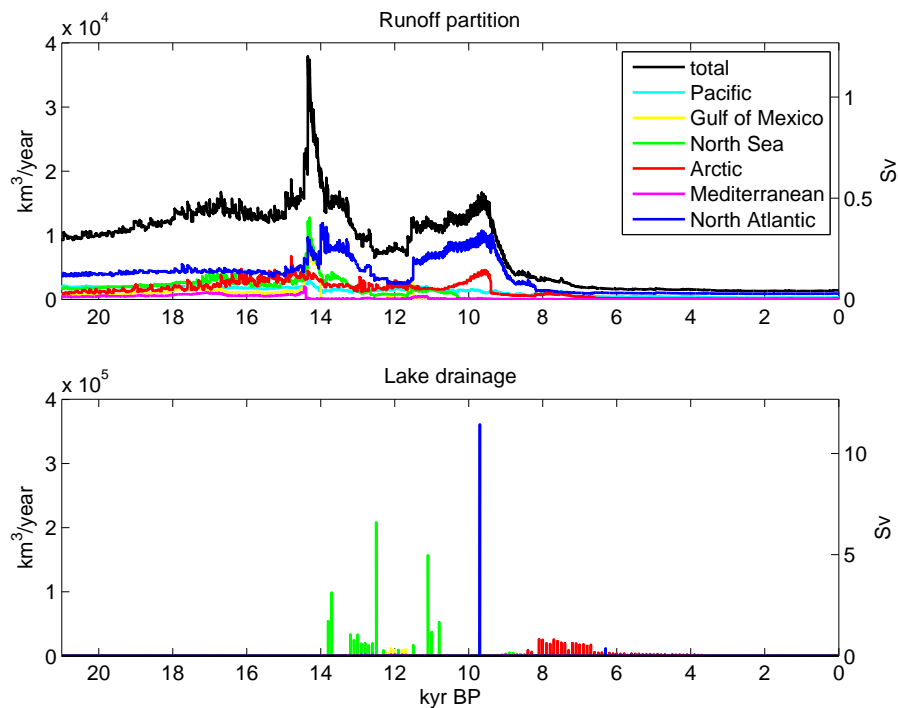 Runoff partition
x 10^4
4
3
2
1
0
km^3/year
1
0.5
0
Sv
total
Pacific
Gulf of Mexico
North Sea
Arctic
Mediterranean
North Atlantic
20 18 16 14 12 10 8 6 4 2 0
Lake drainage
x 10^5
4
3
2
1
0
km^3/year
10
5
0
Sv
20 18 16 14 12 10 8 6 4 2 0
kyr BP